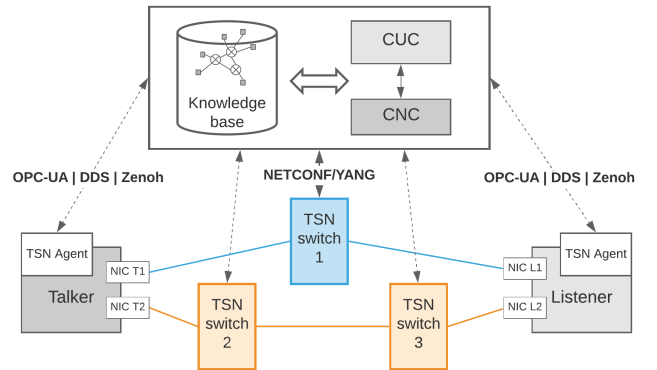 CUC
Knowledge
base
CNC
OPC-UA | DDS | Zenoh
NETCONF/YANG
OPC-UA | DDS | Zenoh
TSN Agent
Talker
NIC T1
NIC T2
TSN
switch
1
TSN
switch
2
TSN
switch
3
NIC L1
NIC L2
TSN Agent
Listener